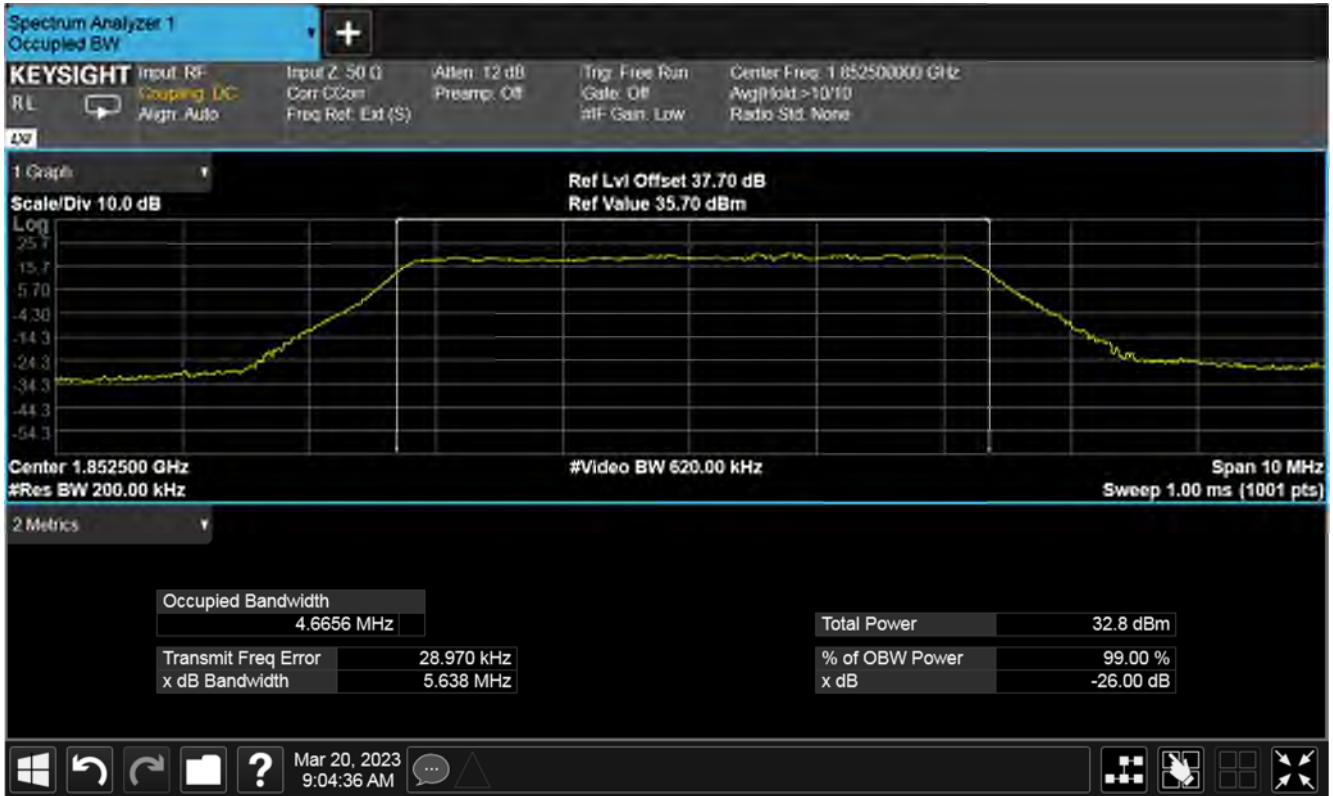 Spectrum Analyzer 1
Occupied BW
+
KEYSIGHT Input: RF Input Z: 50 Ω Atten: 12 dB Trig: Free Run Center Freq: 1.852500000 GHz
R L Coupling: DC Corr CCorr Preamp: Off Gate: Off Avg|Hold:>10/10
Align: Auto Freq Ref: Ext (S) #IF Gain: Low Radio Std: None
1 Graph
Ref Lvl Offset 37.70 dB
Scale/Div 10.0 dB Ref Value 35.70 dBm
Log
25.7
15.7
5.70
-4.30
-14.3
-24.3
-34.3
-44.3
-54.3
Center 1.852500 GHz #Video BW 620.00 kHz Span 10 MHz
#Res BW 200.00 kHz Sweep 1.00 ms (1001 pts)
2 Metrics
Occupied Bandwidth
4.6656 MHz Total Power 32.8 dBm
Transmit Freq Error 28.970 kHz % of OBW Power 99.00 %
x dB Bandwidth 5.638 MHz x dB -26.00 dB
? Mar 20, 2023
9:04:36 AM